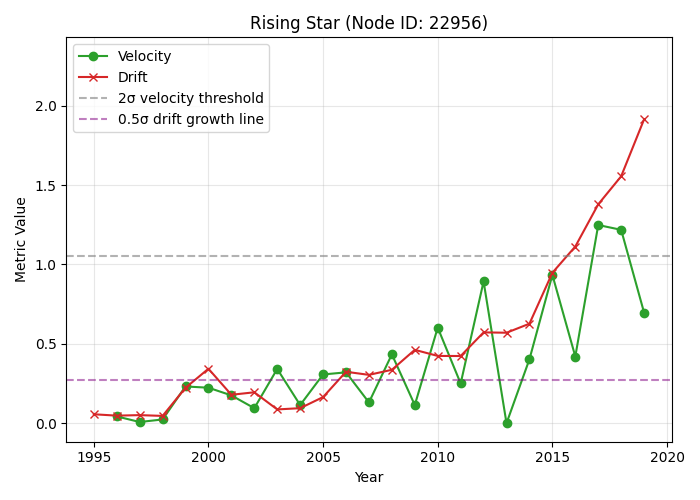 Rising Star (Node ID: 22956)
Velocity
Drift
2σ velocity threshold
0.5σ drift growth line
Metric Value
2.0
1.5
1.0
0.5
0.0
1995 2000 2005 2010 2015 2020
Year